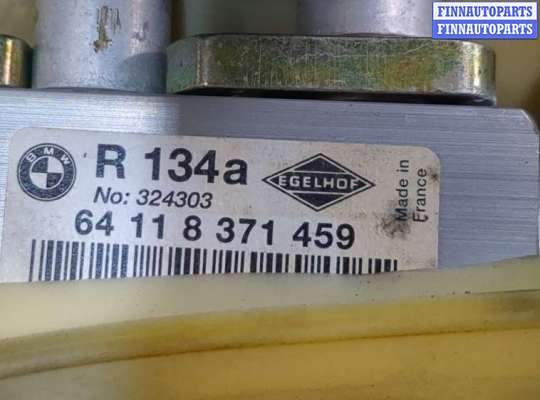 FINNAUTOPARTS
FINNAUTOPARTS
BMW
R 134a
EGELHOF
No: 324303
64 11 8 371 459
Made in
France